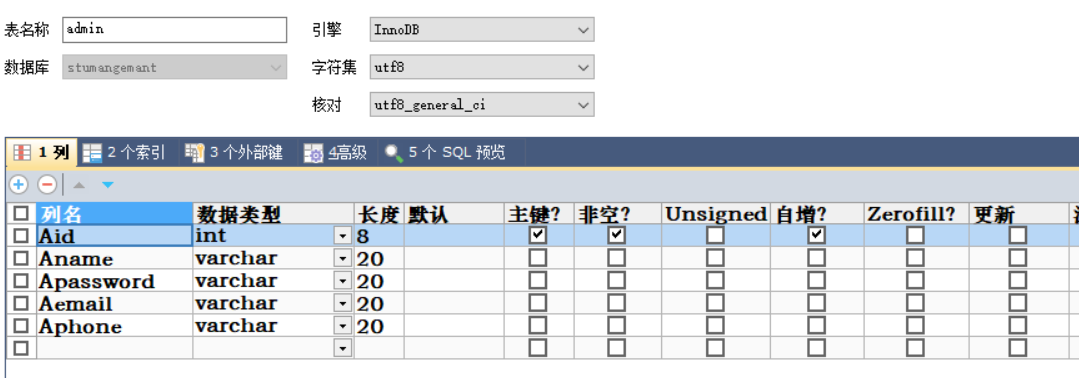 表名称 admin 引擎 InnoDB
数据库 stumangemant 字符集 utf8
核对 utf8_general_ci
1 列 2 个索引 3 个外部键 4高级 5 个 SQL 预览
列名 数据类型 长度 默认 主键? 非空? Unsigned 自增? Zerofill? 更新
Aid int 8
Aname varchar 20
Apassword varchar 20
Aemail varchar 20
Aphone varchar 20